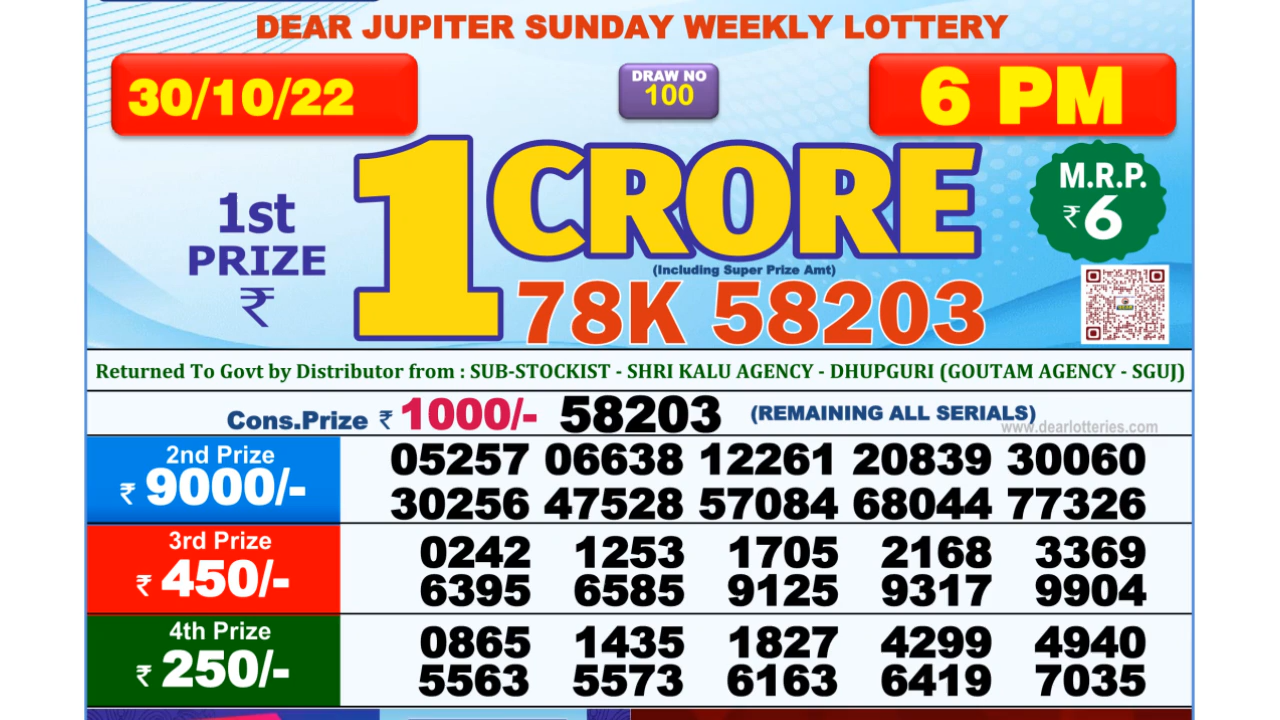 DEAR JUPITER SUNDAY WEEKLY LOTTERY
30/10/22
DRAW NO
100
6 PM
1st
PRIZE
₹
1 CRORE
(Including Super Prize Amt)
78K 58203
M.R.P.
₹ 6
Returned To Govt by Distributor from : SUB-STOCKIST - SHRI KALU AGENCY - DHUPGURI (GOUTAM AGENCY - SGUJ)
Cons.Prize ₹ 1000/- 58203 (REMAINING ALL SERIALS)
www.dearlotteries.com
2nd Prize
₹ 9000/-
05257 06638 12261 20839 30060
30256 47528 57084 68044 77326
3rd Prize
₹ 450/-
0242 1253 1705 2168 3369
6395 6585 9125 9317 9904
4th Prize
₹ 250/-
0865 1435 1827 4299 4940
5563 5573 6163 6419 7035